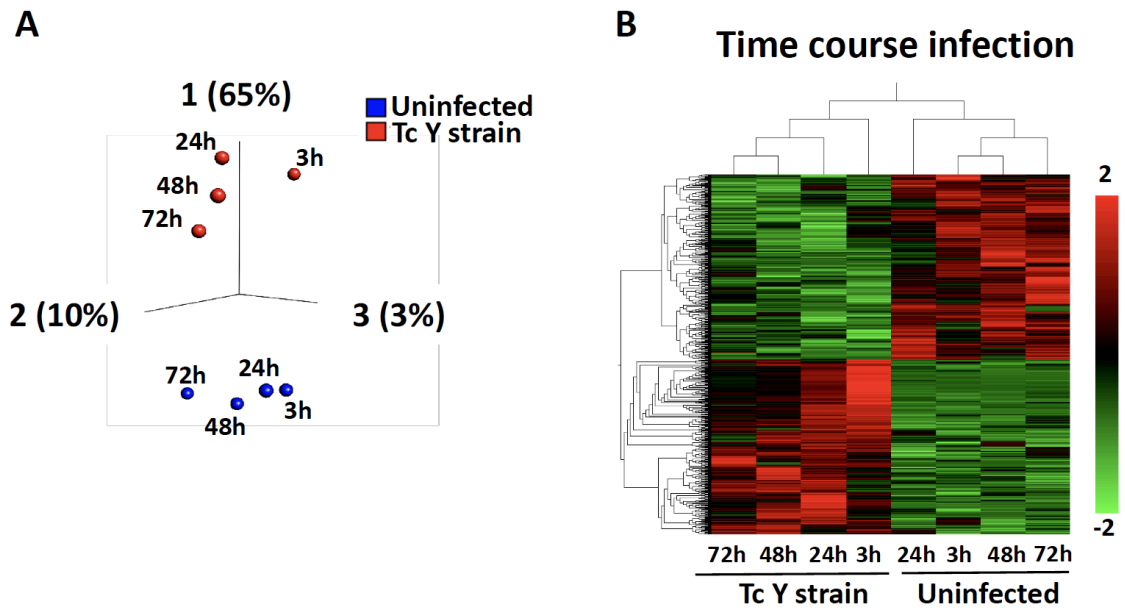 A
1 (65%)
Uninfected
Tc Y strain
24h
3h
48h
72h
2 (10%)
3 (3%)
72h
24h
48h
3h
B
Time course infection
2
-2
72h 48h 24h 3h 24h 3h 48h 72h
Tc Y strain Uninfected